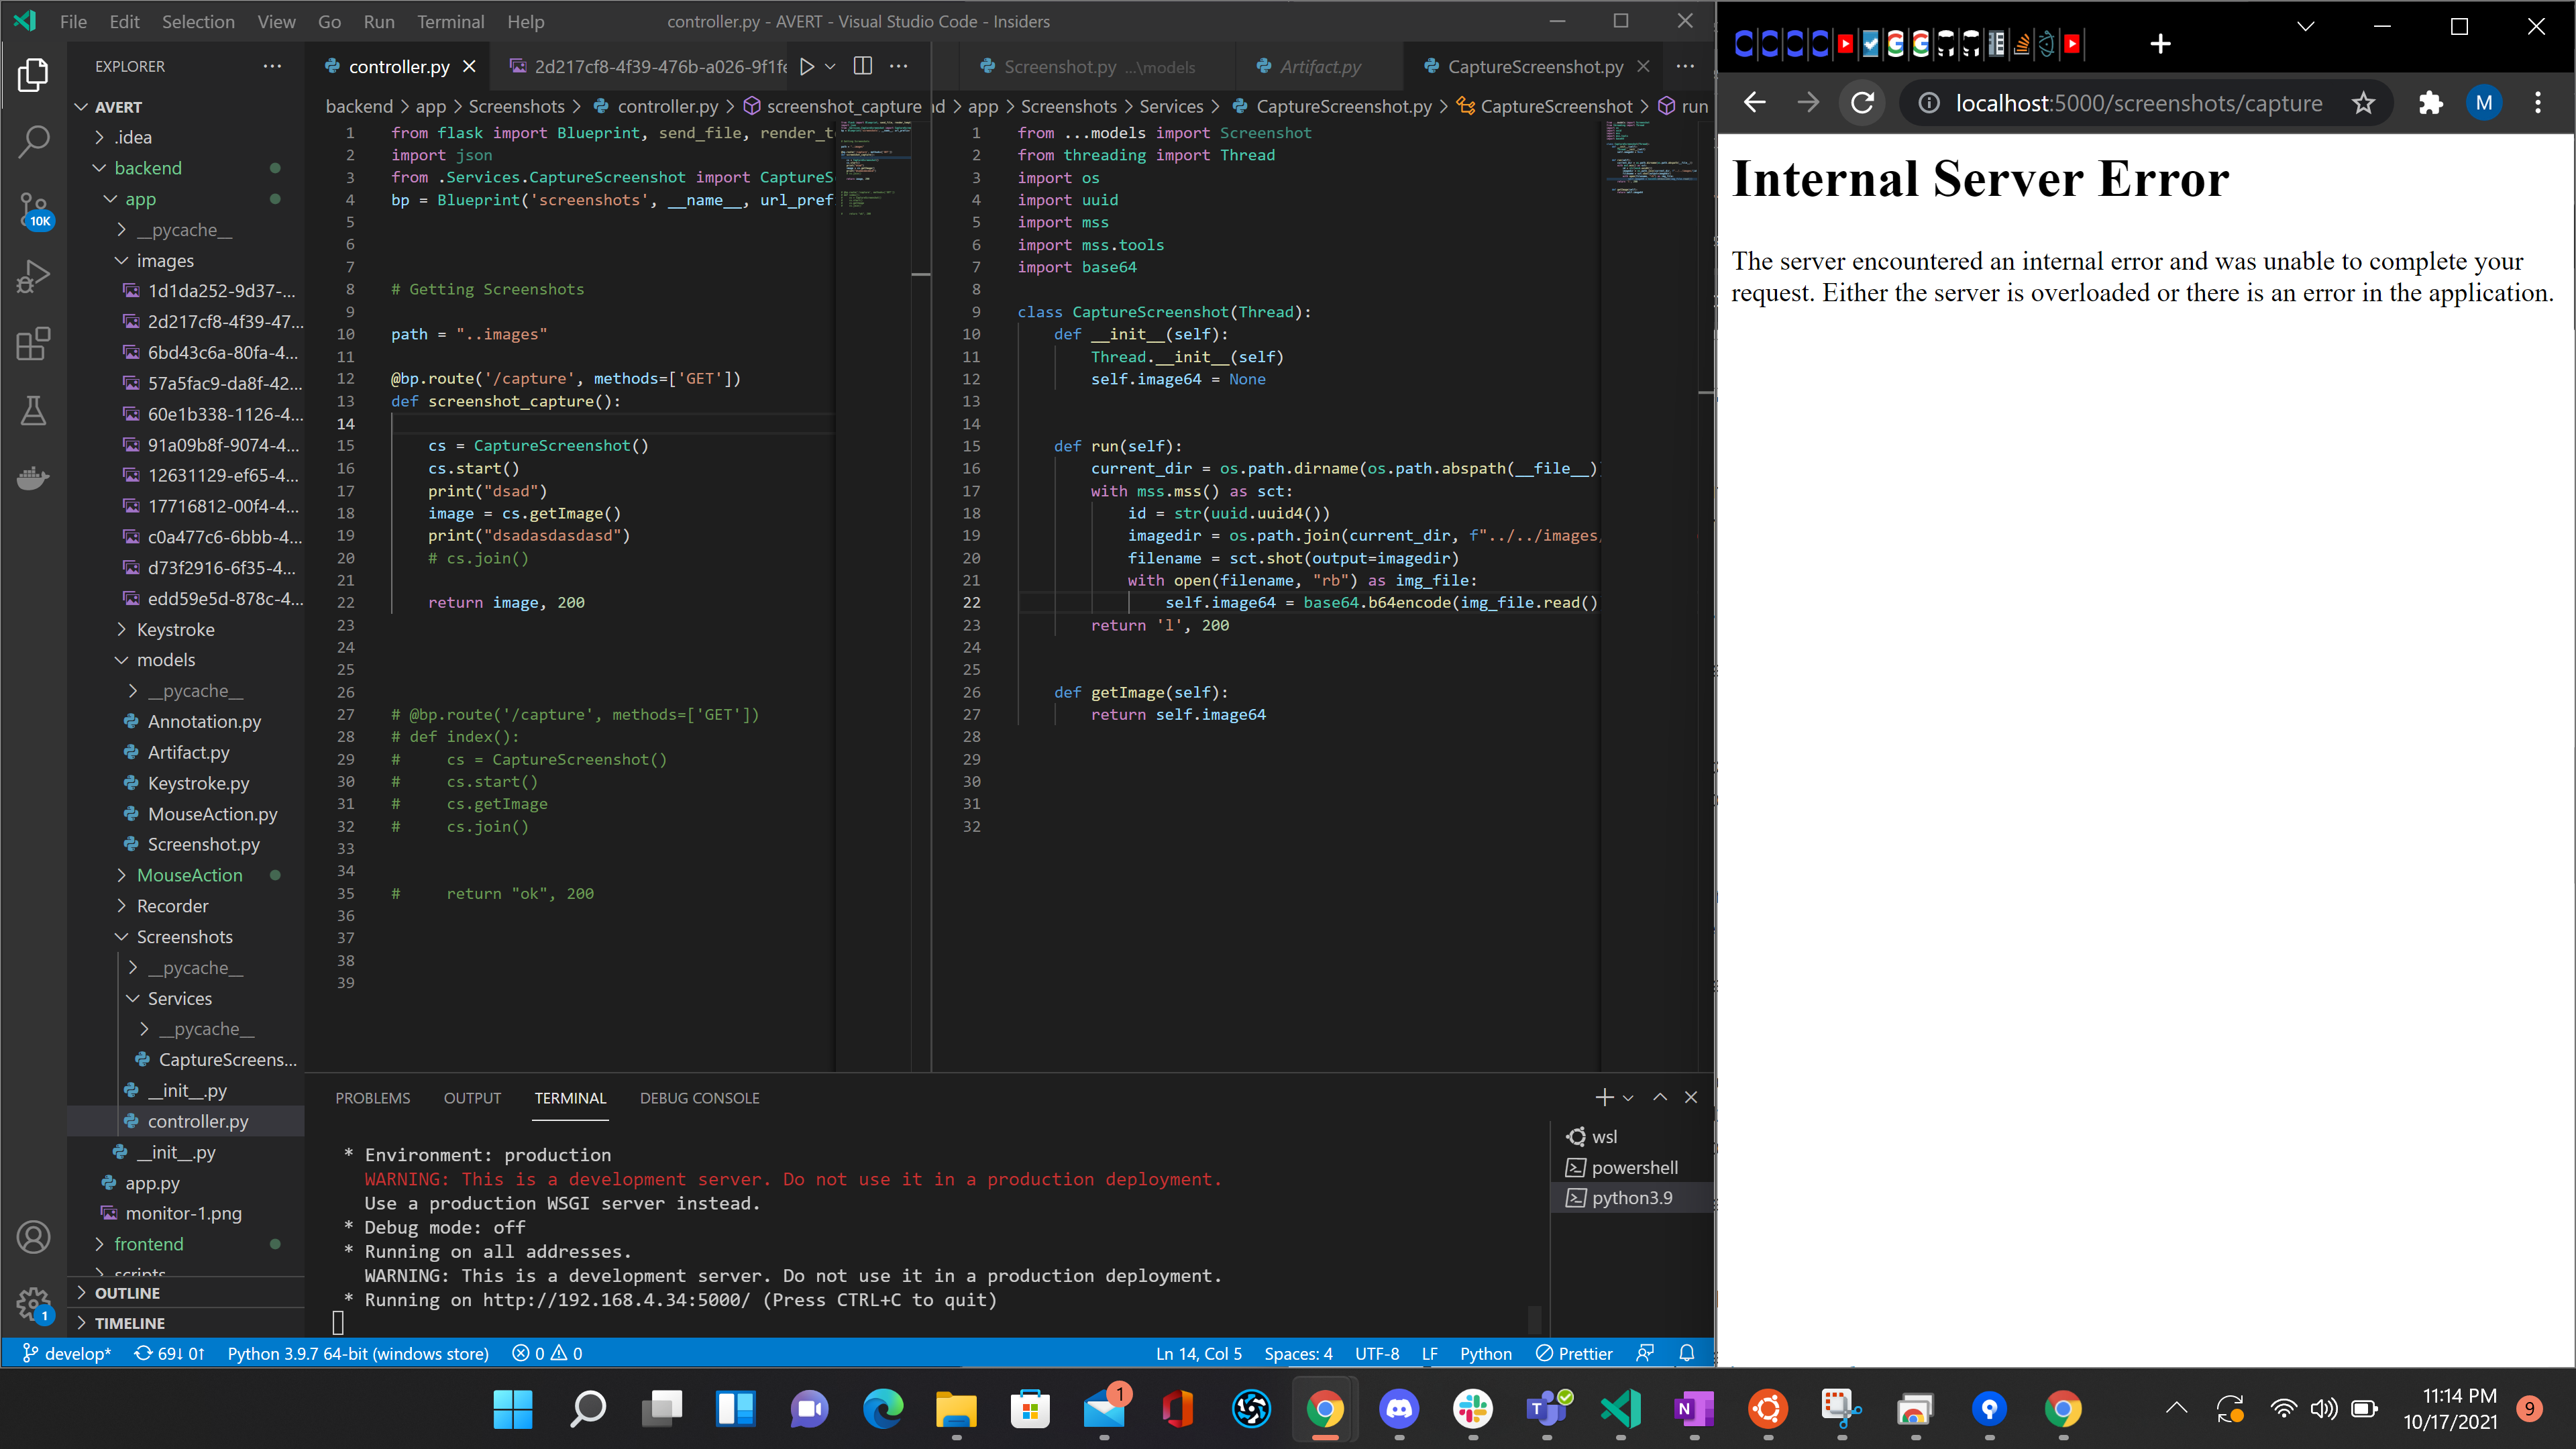 File Edit Selection View Go Run Terminal Help
controller.py - AVERT - Visual Studio Code - Insiders
EXPLORER
AVERT
.idea
backend
app
__pycache__
images
1d1da252-9d37-...
2d217cf8-4f39-47...
6bd43c6a-80fa-4...
57a5fac9-da8f-42...
60e1b338-1126-4...
91a09b8f-9074-4...
12631129-ef65-4...
17716812-00f4-4...
c0a477c6-6bbb-4...
d73f2916-6f35-4...
edd59e5d-878c-4...
Keystroke
models
__pycache__
Annotation.py
Artifact.py
Keystroke.py
MouseAction.py
Screenshot.py
MouseAction
Recorder
Screenshots
__pycache__
Services
__pycache__
CaptureScreens...
__init__.py
controller.py
__init__.py
app.py
monitor-1.png
frontend
scripts
OUTLINE
TIMELINE
10K
1
controller.py
2d217cf8-4f39-476b-a026-9f1fe
backend > app > Screenshots > controller.py > screenshot_capture
1 from flask import Blueprint, send_file, render_t
2 import json
3 from .Services.CaptureScreenshot import CaptureS
4 bp = Blueprint('screenshots', __name__, url_pref
5
6
7
8 # Getting Screenshots
9
10 path = "..images"
11
12 @bp.route('/capture', methods=['GET'])
13 def screenshot_capture():
14
15 cs = CaptureScreenshot()
16 cs.start()
17 print("dsad")
18 image = cs.getImage()
19 print("dsadasdasdasd")
20 # cs.join()
21
22 return image, 200
23
24
25
26
27 # @bp.route('/capture', methods=['GET'])
28 # def index():
29 # cs = CaptureScreenshot()
30 # cs.start()
31 # cs.getImage
32 # cs.join()
33
34
35 # return "ok", 200
36
37
38
39
Screenshot.py ...\models
Artifact.py
CaptureScreenshot.py
nd > app > Screenshots > Services > CaptureScreenshot.py > CaptureScreenshot > run
1 from ...models import Screenshot
2 from threading import Thread
3 import os
4 import uuid
5 import mss
6 import mss.tools
7 import base64
8
9 class CaptureScreenshot(Thread):
10 def __init__(self):
11 Thread.__init__(self)
12 self.image64 = None
13
14
15 def run(self):
16 current_dir = os.path.dirname(os.path.abspath(__file__))
17 with mss.mss() as sct:
18 id = str(uuid.uuid4())
19 imagedir = os.path.join(current_dir, f"../../images/
20 filename = sct.shot(output=imagedir)
21 with open(filename, "rb") as img_file:
22 self.image64 = base64.b64encode(img_file.read()
23 return 'l', 200
24
25
26 def getImage(self):
27 return self.image64
28
29
30
31
32
PROBLEMS OUTPUT TERMINAL DEBUG CONSOLE
* Environment: production
WARNING: This is a development server. Do not use it in a production deployment.
Use a production WSGI server instead.
* Debug mode: off
* Running on all addresses.
WARNING: This is a development server. Do not use it in a production deployment.
* Running on http://192.168.4.34:5000/ (Press CTRL+C to quit)
wsl
powershell
python3.9
develop* 69↓ 0↑ Python 3.9.7 64-bit (windows store) 0 0
Ln 14, Col 5 Spaces: 4 UTF-8 LF Python Prettier
localhost:5000/screenshots/capture
M
Internal Server Error
The server encountered an internal error and was unable to complete your
request. Either the server is overloaded or there is an error in the application.
1
11:14 PM
10/17/2021
9